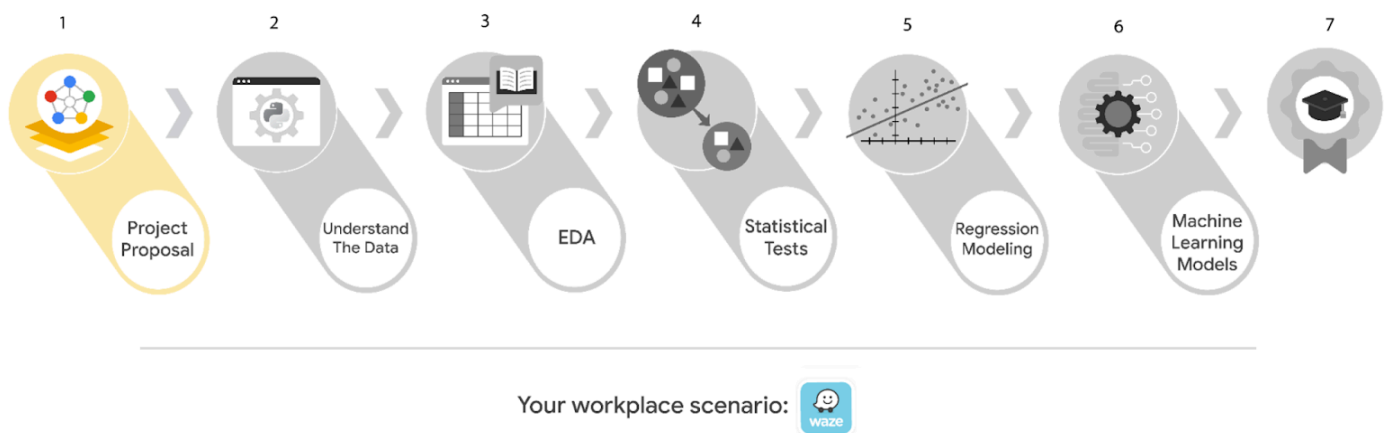 1
2
3
4
5
6
7
Project
Proposal
Understand
The Data
EDA
Statistical
Tests
Regression
Modeling
Machine
Learning
Models
Your workplace scenario:
waze